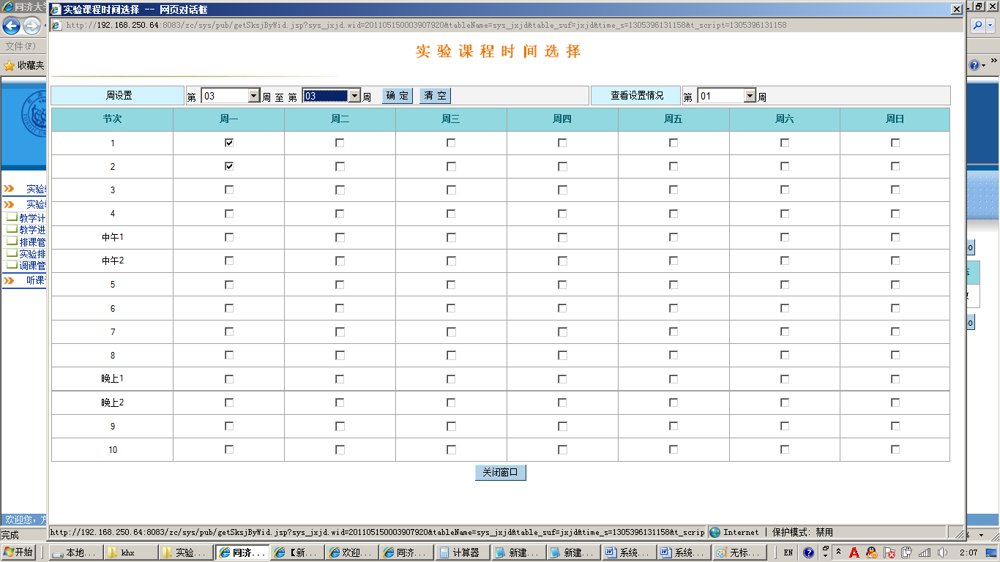 同济大
实验课程时间选择 -- 网页对话框
http://192.168.250.64:8083/zc/sys/pub/getSksjByWid.jsp?sys_jxjd.wid=201105150003907920&tableName=sys_jxjd&table_suf=jxjd&time_s=1305396131158&t_script=1305396131158
文件(F)
收藏夹
实验课程时间选择
周设置 第 03 周 至 第 03 周 确 定 清 空 查看设置情况 第 01 周
节次 周一 周二 周三 周四 周五 周六 周日
1
2
3
4
中午1
中午2
5
6
7
8
晚上1
晚上2
9
10
关闭窗口
实验
实验
教学计
教学进
排课管
实验排
调课管
听课
欢迎您,
完成
http://192.168.250.64:8083/zc/sys/pub/getSksjByWid.jsp?sys_jxjd.wid=201105150003907920&tableName=sys_jxjd&table_suf=jxjd&time_s=1305396131158&t_scrip
Internet | 保护模式: 禁用
开始 本地... khx 实验... 同济... 【新... 欢迎... 同济... 计算器 新建... 新建... 系统... 系统... 无标... EN 2:07